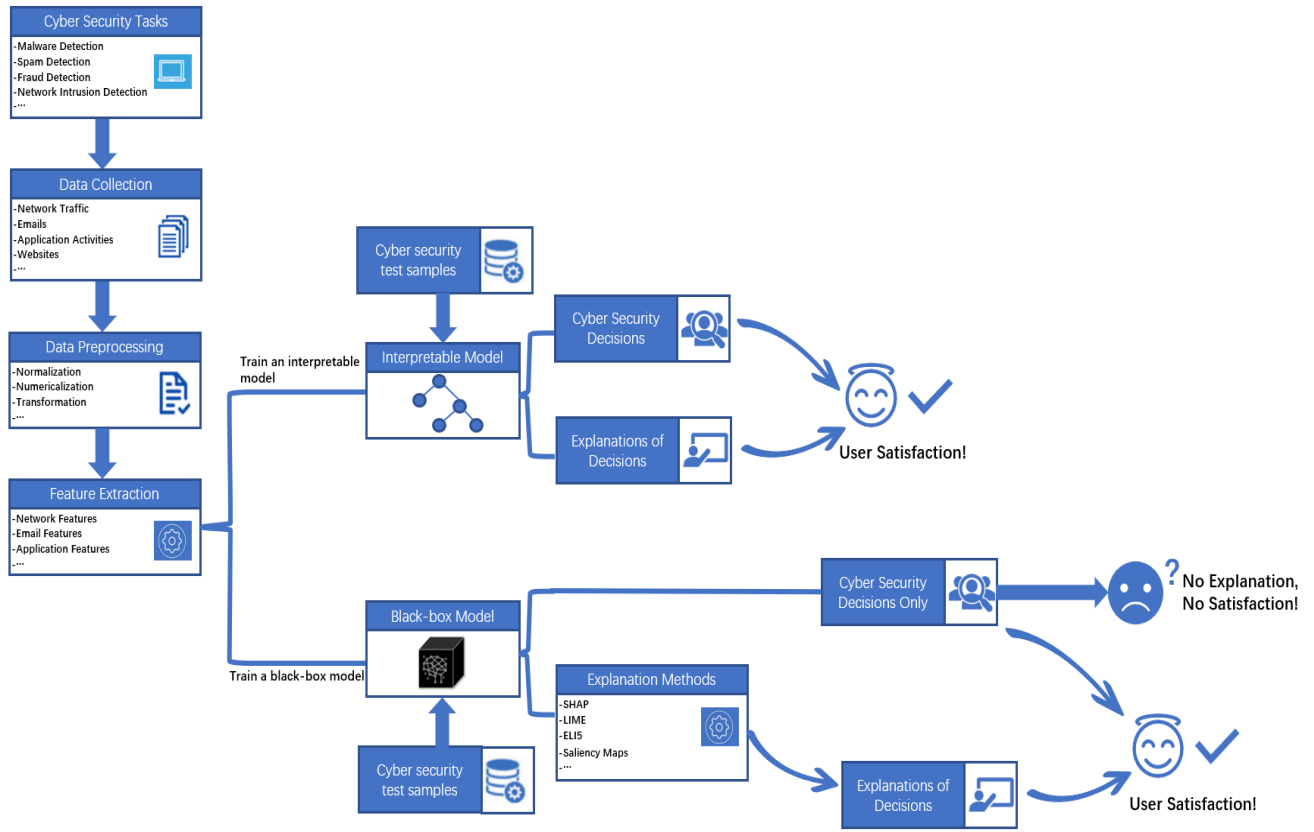 Cyber Security Tasks
-Malware Detection
-Spam Detection
-Fraud Detection
-Network Intrusion Detection
-...
Data Collection
-Network Traffic
-Emails
-Application Activities
-Websites
-...
Data Preprocessing
-Normalization
-Numericalization
-Transformation
-...
Feature Extraction
-Network Features
-Email Features
-Application Features
-...
Train an interpretable
model
Cyber security
test samples
Interpretable Model
Cyber Security
Decisions
Explanations of
Decisions
User Satisfaction!
Train a black-box model
Black-box Model
Cyber security
test samples
Explanation Methods
-SHAP
-LIME
-ELI5
-Saliency Maps
-...
Cyber Security
Decisions Only
?
No Explanation,
No Satisfaction!
Explanations of
Decisions
User Satisfaction!